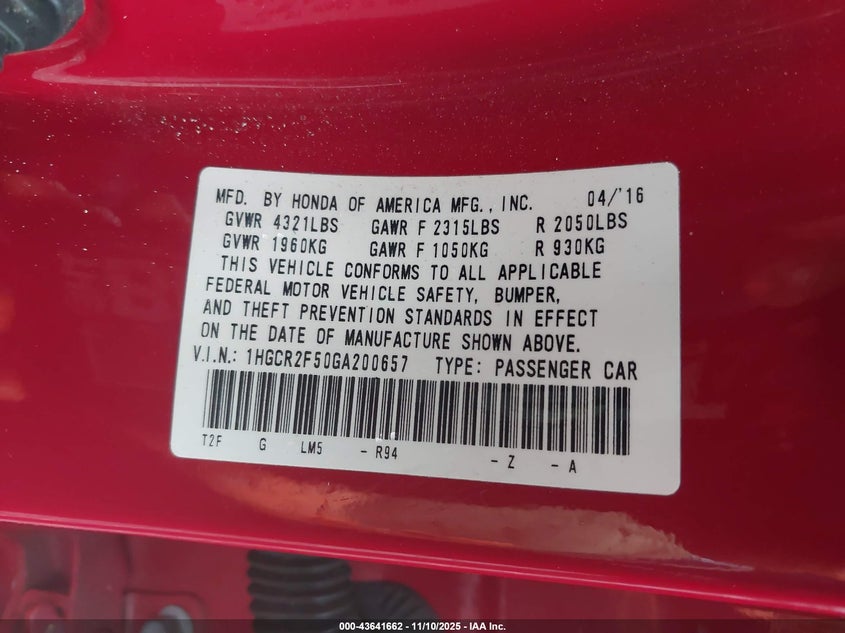 MFD. BY HONDA OF AMERICA MFG., INC. 04/'16
GVWR 4321LBS GAWR F 2315LBS R 2050LBS
GVWR 1960KG GAWR F 1050KG R 930KG
THIS VEHICLE CONFORMS TO ALL APPLICABLE
FEDERAL MOTOR VEHICLE SAFETY, BUMPER,
AND THEFT PREVENTION STANDARDS IN EFFECT
ON THE DATE OF MANUFACTURE SHOWN ABOVE.
V.I.N.: 1HGCR2F50GA200657 TYPE: PASSENGER CAR
T2F G LM5 - R94 - Z - A
000-43641662 - 11/10/2025 - IAA Inc.